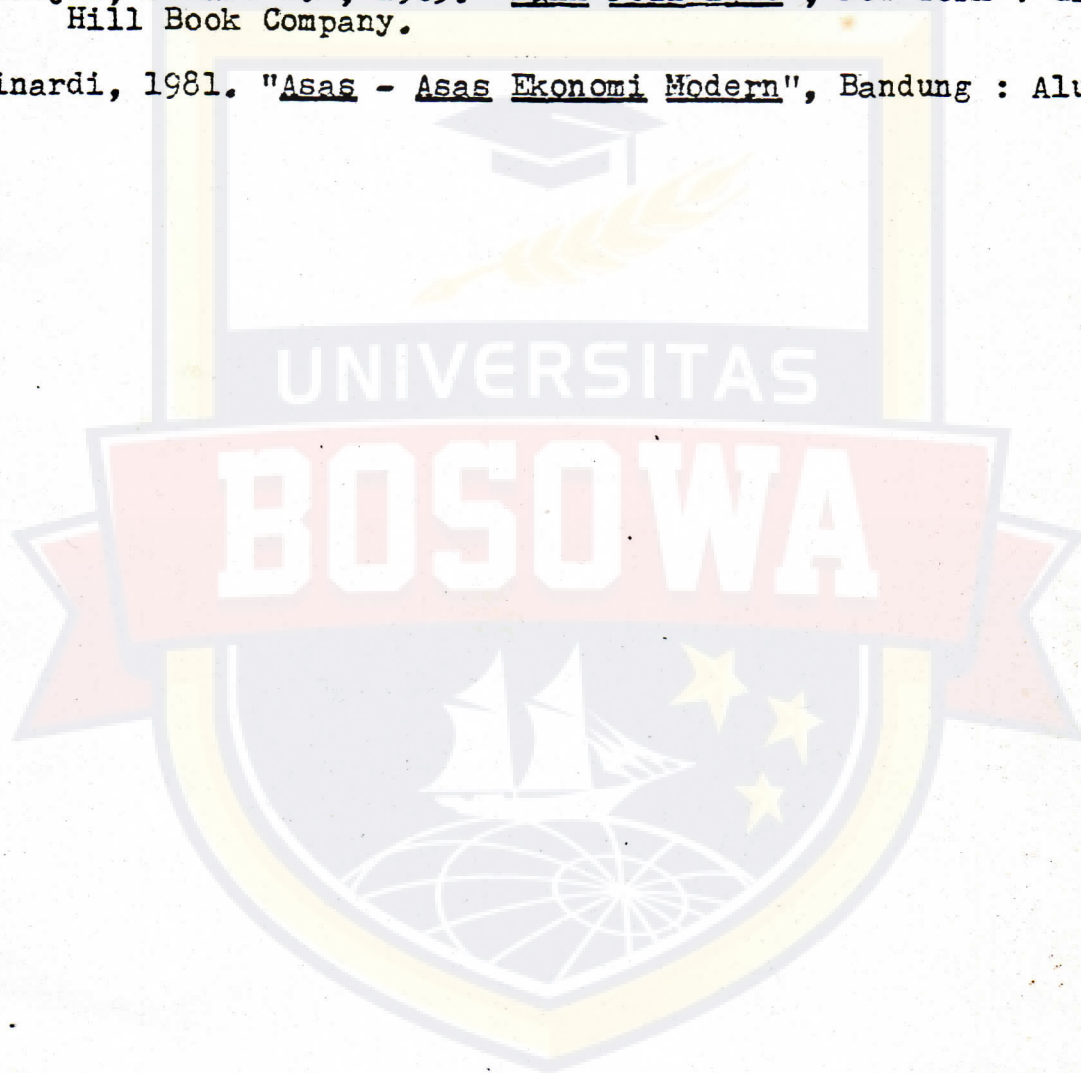 Hill Book Company.
inardi, 1981. "Asas - Asas Ekonomi Modern", Bandung : Alu
UNIVERSITAS
BOSOWA